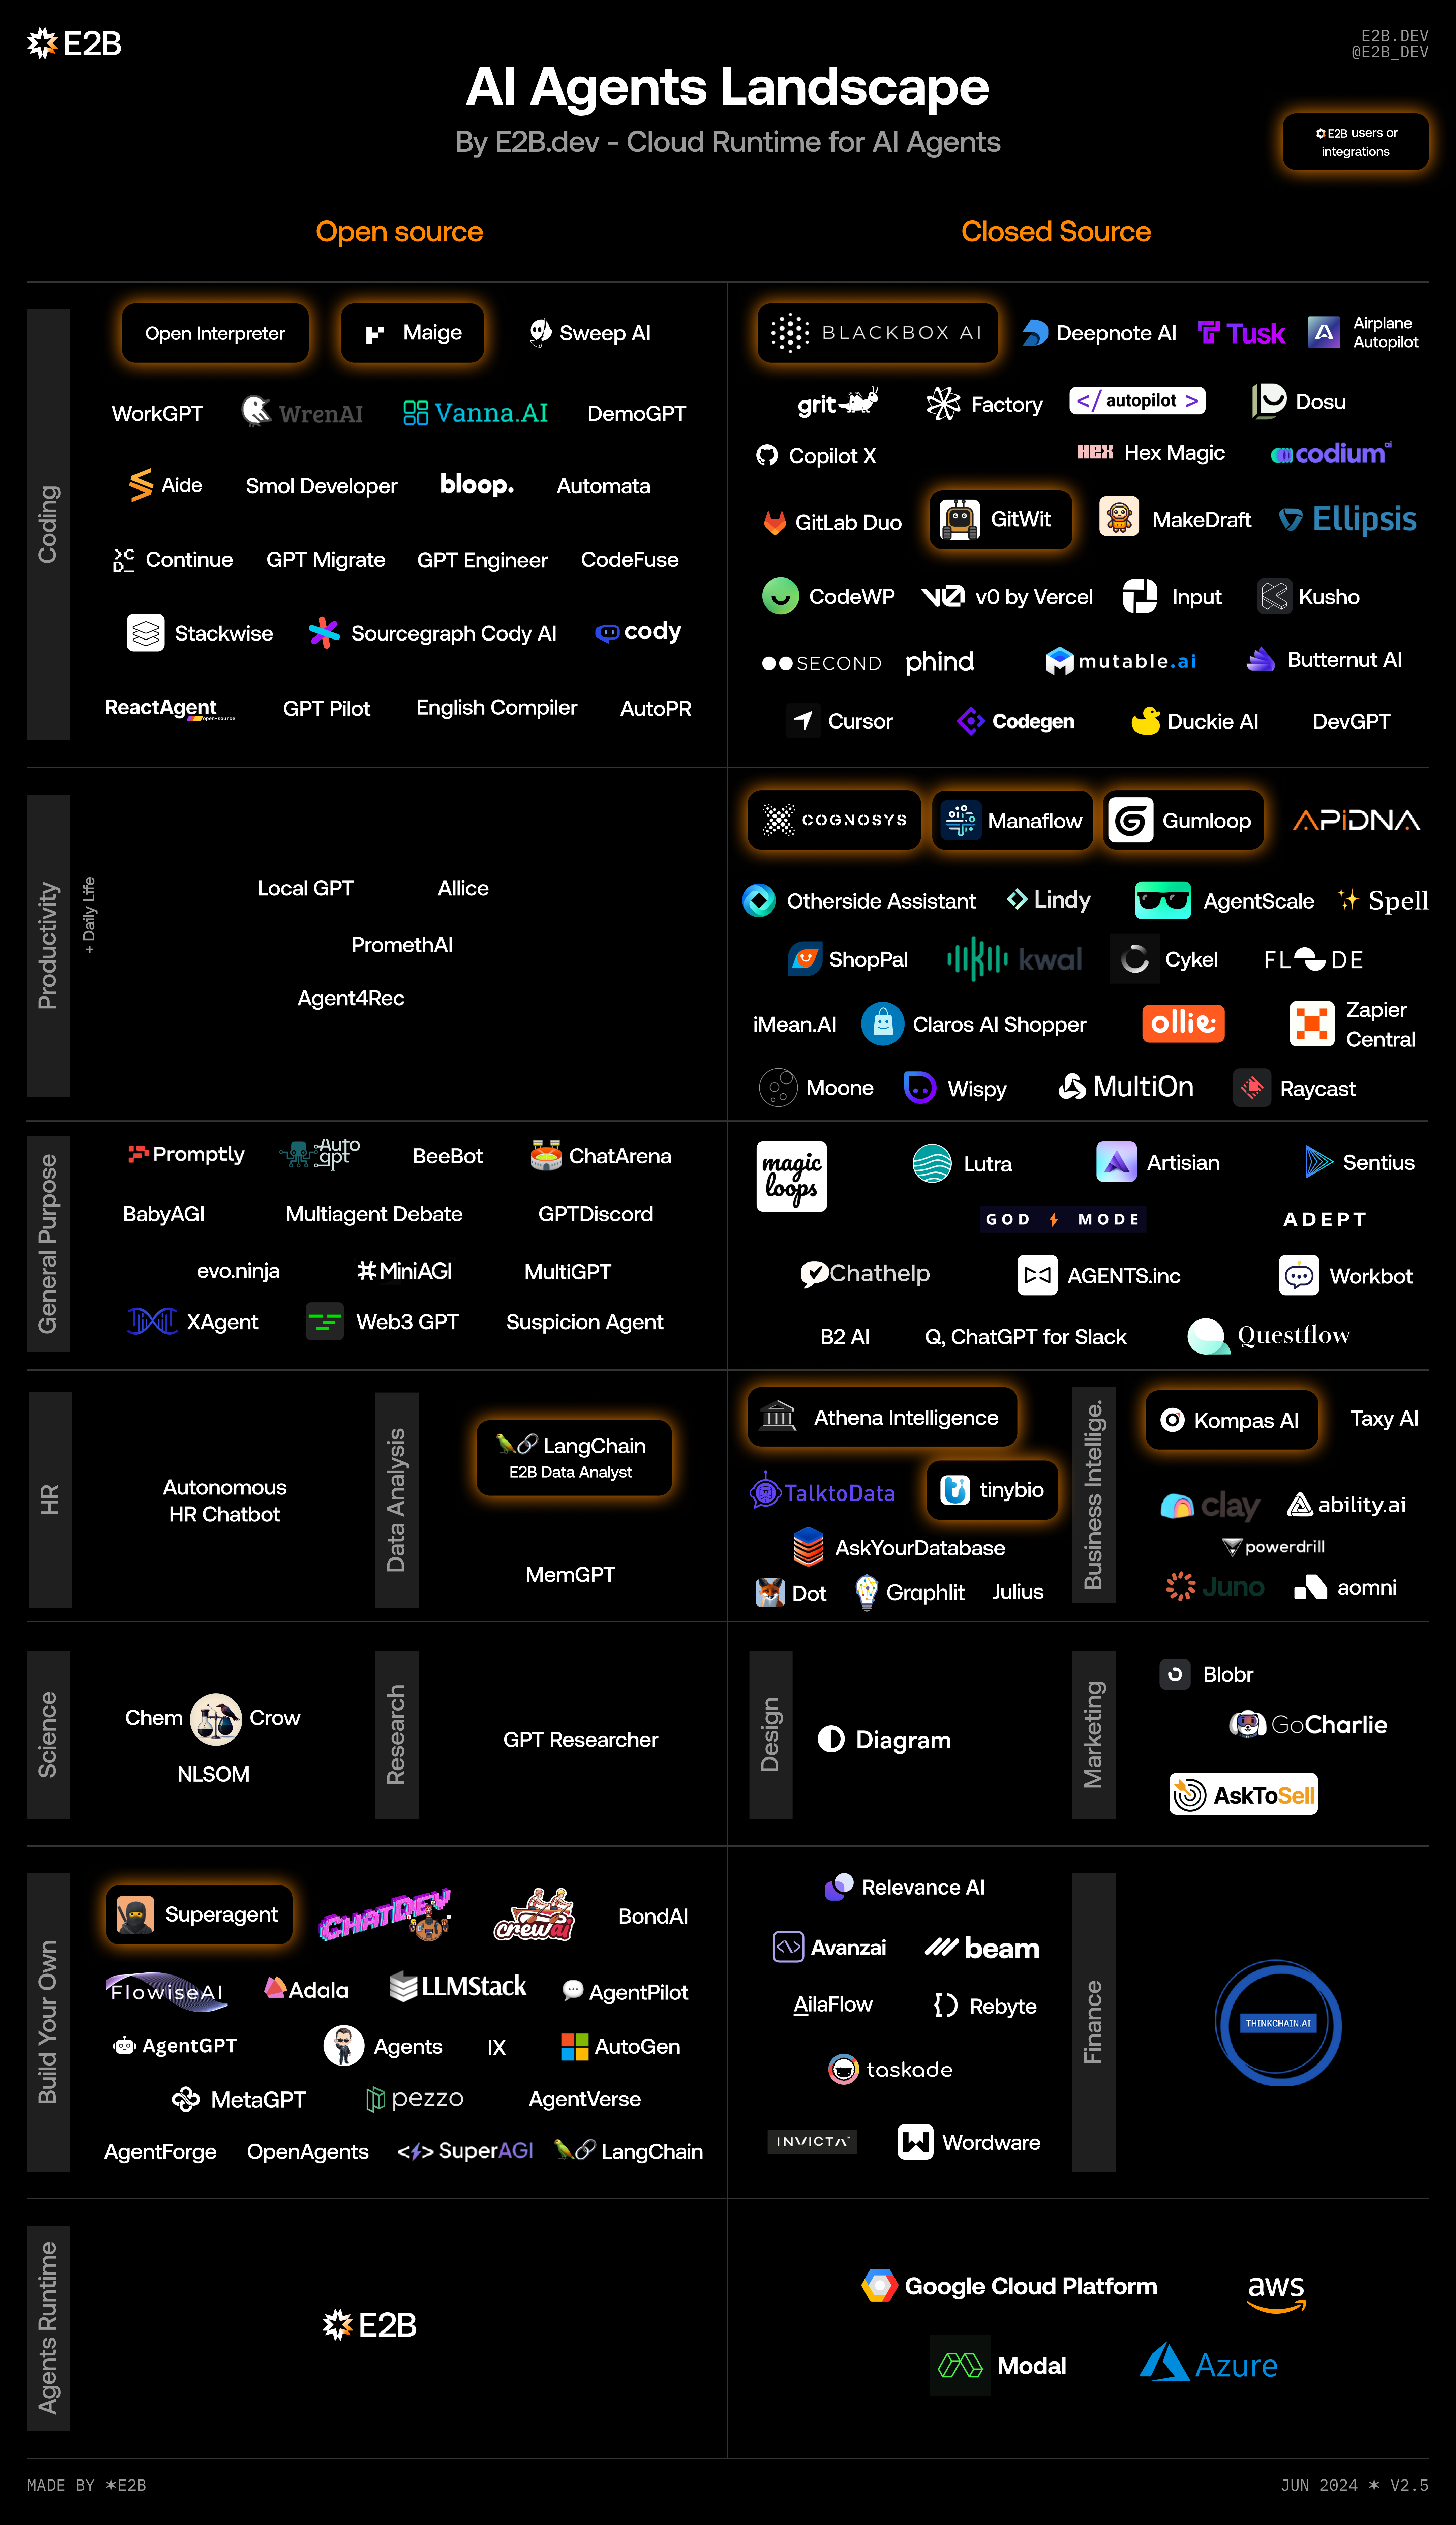 E2B
E2B.DEV
@E2B_DEV
AI Agents Landscape
By E2B.dev - Cloud Runtime for AI Agents
E2B users or
integrations
Open source
Closed Source
Coding
Open Interpreter
Maige
Sweep AI
WorkGPT
WrenAI
Vanna.AI
DemoGPT
Aide
Smol Developer
bloop.
Automata
>C
D_
Continue
GPT Migrate
GPT Engineer
CodeFuse
Stackwise
Sourcegraph Cody AI
cody
ReactAgent
open-source
GPT Pilot
English Compiler
AutoPR
BLACKBOX AI
Deepnote AI
Tusk
Airplane
Autopilot
grit
Factory
</ autopilot >
Dosu
Copilot X
HEX
Hex Magic
codium ai
GitLab Duo
GitWit
MakeDraft
Ellipsis
CodeWP
v0 by Vercel
Input
Kusho
SECOND
phind
mutable.ai
Butternut AI
Cursor
Codegen
Duckie AI
DevGPT
Productivity
+ Daily Life
Local GPT
Allice
PromethAI
Agent4Rec
COGNOSYS
Manaflow
Gumloop
APiDNA
Otherside Assistant
Lindy
AgentScale
Spell
ShopPal
kwal
Cykel
FL DE
iMean.AI
Claros AI Shopper
ollie
Zapier
Central
Moone
Wispy
MultiOn
Raycast
General Purpose
Promptly
Auto
gpt
BeeBot
ChatArena
BabyAGI
Multiagent Debate
GPTDiscord
evo.ninja
MiniAGI
MultiGPT
XAgent
Web3 GPT
Suspicion Agent
magic
loops
Lutra
Artisian
Sentius
GOD MODE
ADEPT
Chathelp
AGENTS.inc
Workbot
B2 AI
Q, ChatGPT for Slack
Questflow
HR
Autonomous
HR Chatbot
Data Analysis
LangChain
E2B Data Analyst
MemGPT
Athena Intelligence
TalktoData
tinybio
AskYourDatabase
Dot
Graphlit
Julius
Business Intellige.
Kompas AI
Taxy AI
clay
ability.ai
powerdrill
Juno
aomni
Science
Chem Crow
NLSOM
Research
GPT Researcher
Design
Diagram
Marketing
Blobr
GoCharlie
AskToSell
Build Your Own
Superagent
CHATDEV
crewai
BondAI
FlowiseAI
Adala
LLMStack
AgentPilot
AgentGPT
Agents
IX
AutoGen
MetaGPT
pezzo
AgentVerse
AgentForge
OpenAgents
SuperAGI
LangChain
Relevance AI
Avanzai
beam
AilaFlow
Rebyte
taskade
INVICTA
Wordware
Finance
THINKCHAIN.AI
Agents Runtime
E2B
Google Cloud Platform
aws
Modal
Azure
MADE BY ✶E2B
JUN 2024 ✶ V2.5